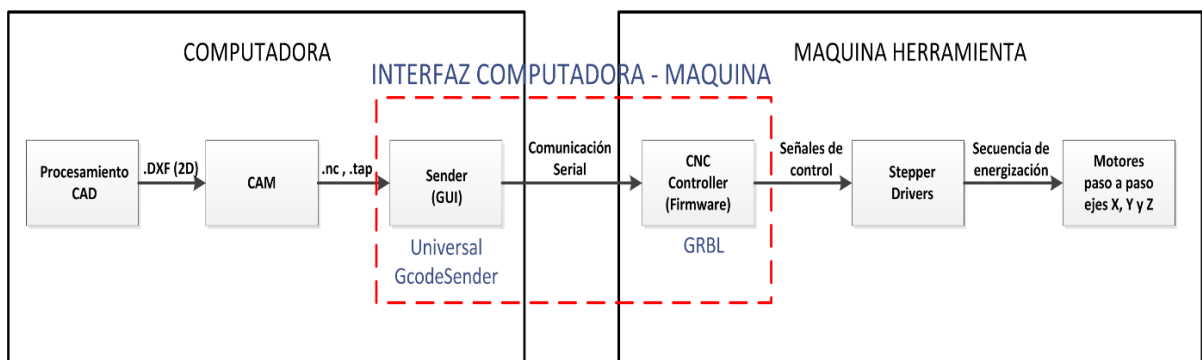 COMPUTADORA
MAQUINA HERRAMIENTA
INTERFAZ COMPUTADORA - MAQUINA
Procesamiento
CAD
.DXF (2D)
CAM
.nc , .tap
Sender
(GUI)
Universal
GcodeSender
Comunicación
Serial
CNC
Controller
(Firmware)
GRBL
Señales de
control
Stepper
Drivers
Secuencia de
energización
Motores
paso a paso
ejes X, Y y Z